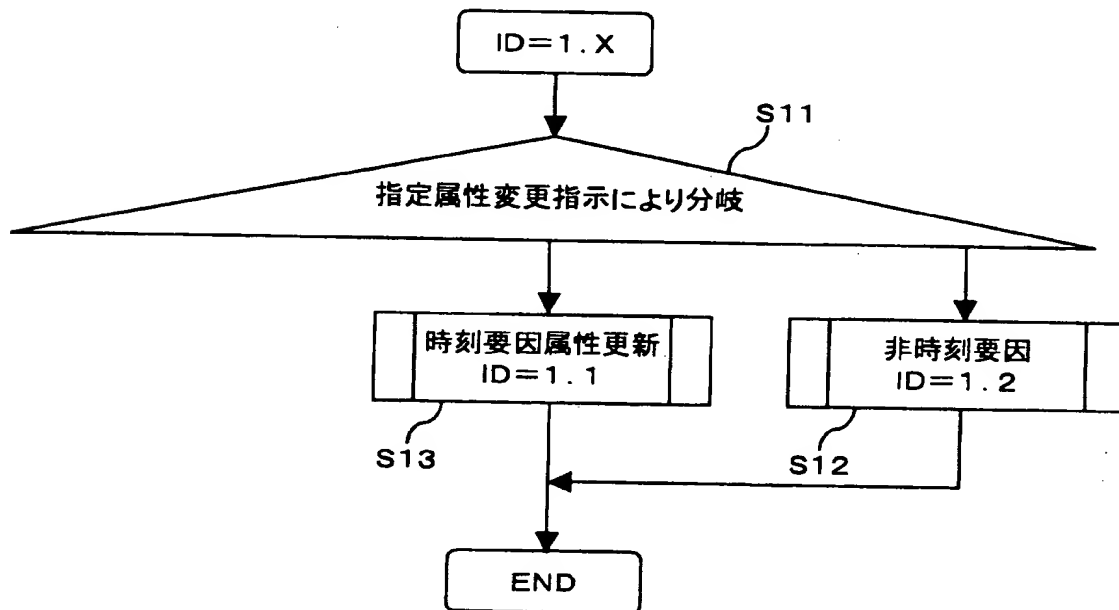 ID=1.X
S11
指定属性変更指示により分岐
時刻要因属性更新
ID=1.1
非時刻要因
ID=1.2
S13
S12
END